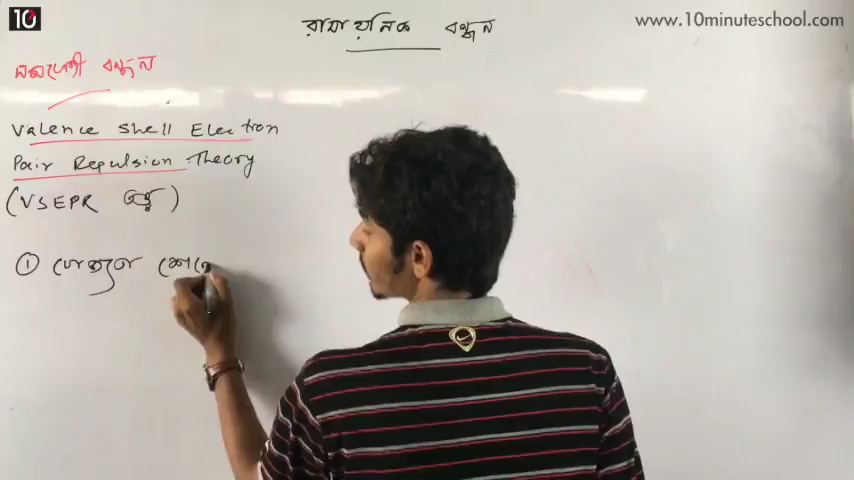 10
রাসায়নিক বন্ধন
www.10minuteschool.com
সমযোজী বন্ধন
Valence Shell Electron
Pair Repulsion Theory
(VSEPR তত্ত্ব)
①